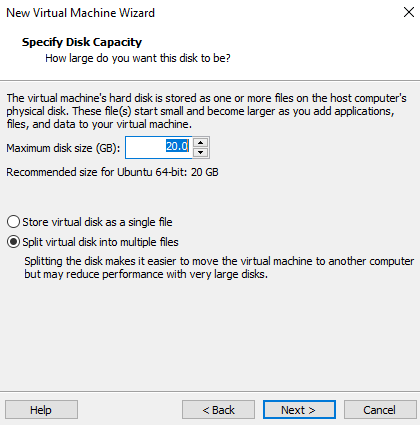 New Virtual Machine Wizard
Specify Disk Capacity
How large do you want this disk to be?
The virtual machine's hard disk is stored as one or more files on the host computer's
physical disk. These file(s) start small and become larger as you add applications,
files, and data to your virtual machine.
Maximum disk size (GB): 20.0
Recommended size for Ubuntu 64-bit: 20 GB
Store virtual disk as a single file
Split virtual disk into multiple files
Splitting the disk makes it easier to move the virtual machine to another computer
but may reduce performance with very large disks.
Help < Back Next > Cancel